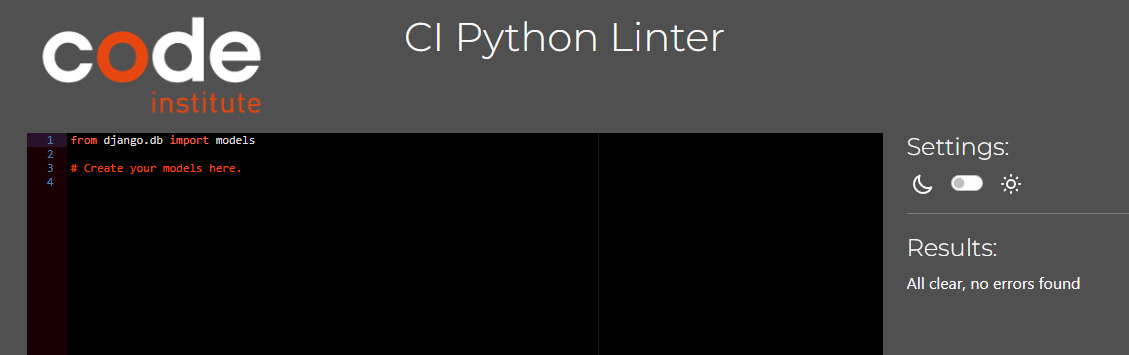 code
institute
CI Python Linter
1 from django.db import models
2
3 # Create your models here.
4
Settings:
Results:
All clear, no errors found